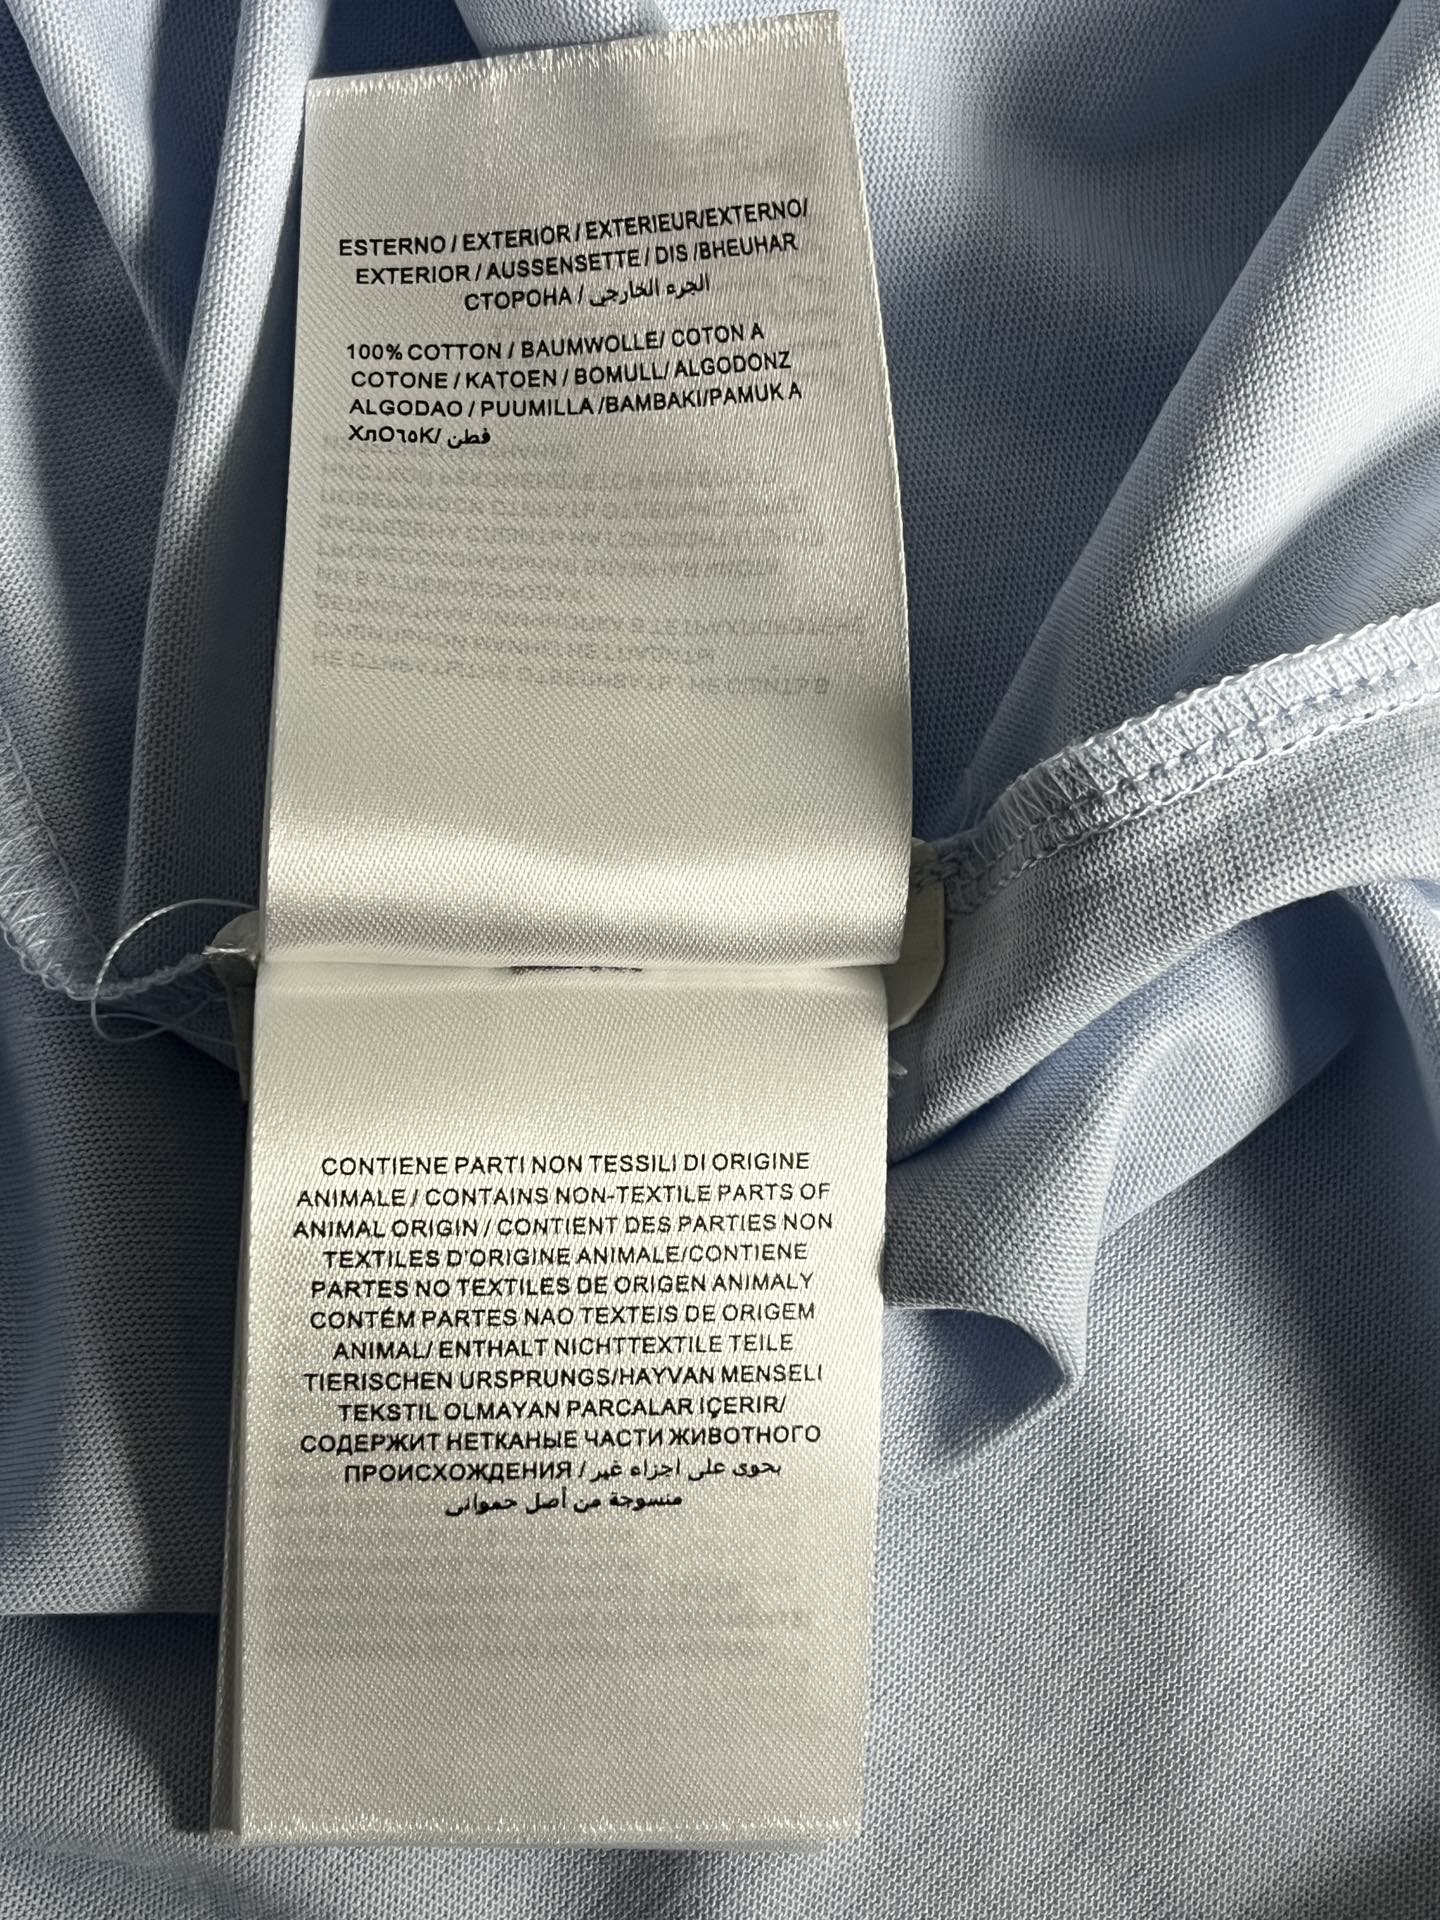 ESTERNO / EXTERIOR / EXTERIEUR/EXTERNO/
EXTERIOR / AUSSENSETTE / DIS /BHEUHAR
СТОРОНА / الجزء الخارجي
100% COTTON / BAUMWOLLE/ COTON A
COTONE / KATOEN / BOMULL/ ALGODONZ
ALGODAO / PUUMILLA /BAMBAKI/PAMUK A
ХлО٦оК/ قطن
CONTIENE PARTI NON TESSILI DI ORIGINE
ANIMALE / CONTAINS NON-TEXTILE PARTS OF
ANIMAL ORIGIN / CONTIENT DES PARTIES NON
TEXTILES D'ORIGINE ANIMALE/CONTIENE
PARTES NO TEXTILES DE ORIGEN ANIMALY
CONTÉM PARTES NAO TEXTEIS DE ORIGEM
ANIMAL/ ENTHALT NICHTTEXTILE TEILE
TIERISCHEN URSPRUNGS/HAYVAN MENSELI
TEKSTIL OLMAYAN PARCALAR IÇERIR/
СОДЕРЖИТ НЕТКАНЫЕ ЧАСТИ ЖИВОТНОГО
ПРОИСХОЖДЕНИЯ / يحوى على اجزاء غير
منسوجة من أصل حمواني